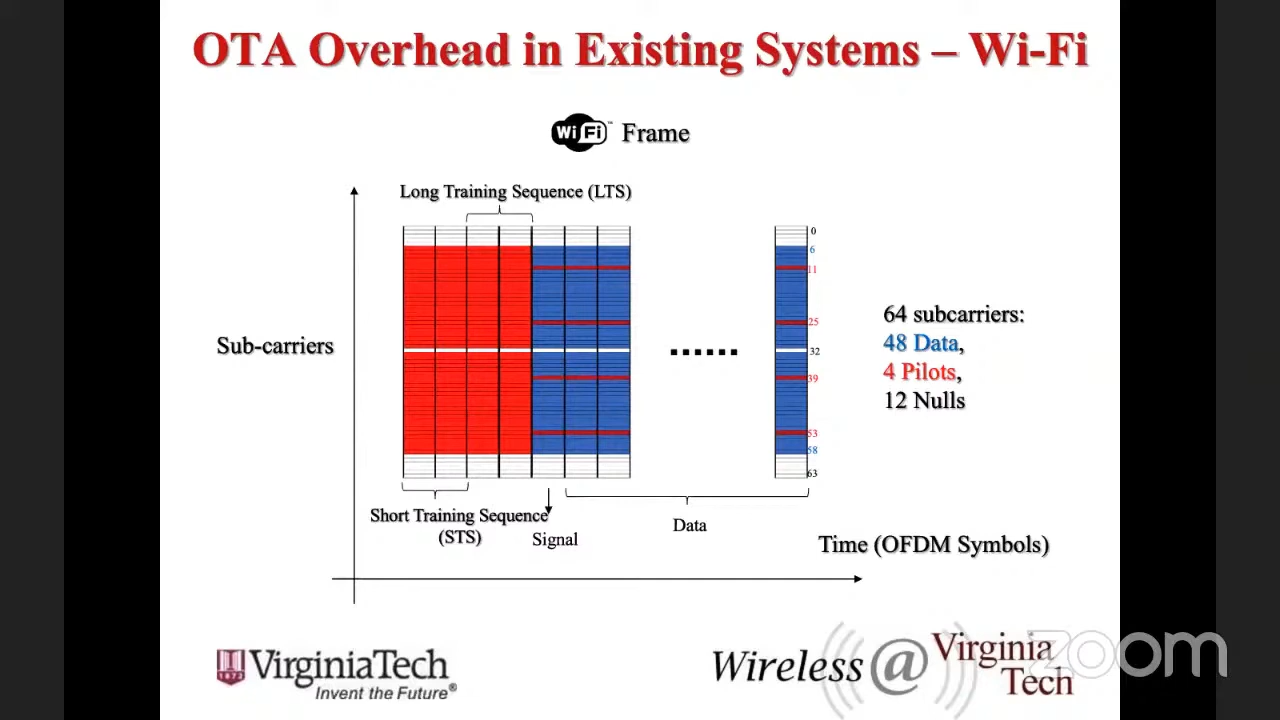 OTA Overhead in Existing Systems – Wi-Fi
Wi Fi ™ Frame
Long Training Sequence (LTS)
0
6
11
25
Sub-carriers
32
39
53
58
63
64 subcarriers:
48 Data,
4 Pilots,
12 Nulls
Short Training Sequence
(STS)
Signal
Data
Time (OFDM Symbols)
1872
VirginiaTech
Invent the Future®
Wireless @ Virginia
Tech
zoom